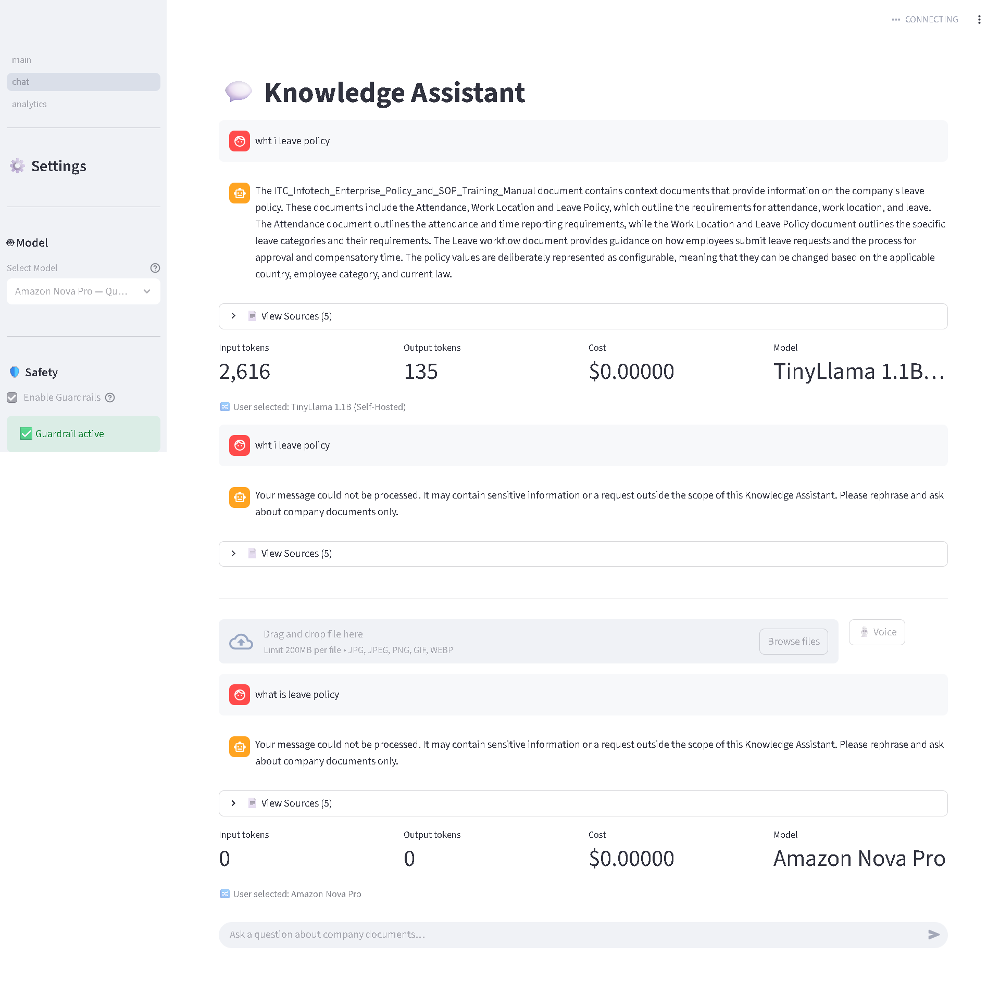 CONNECTING
main
chat
analytics
Settings
Model
Select Model
Amazon Nova Pro — Qu...
Safety
Enable Guardrails
Guardrail active
Knowledge Assistant
wht i leave policy
The ITC_Infotech_Enterprise_Policy_and_SOP_Training_Manual document contains context documents that provide information on the company's leave
policy. These documents include the Attendance, Work Location and Leave Policy, which outline the requirements for attendance, work location, and leave.
The Attendance document outlines the attendance and time reporting requirements, while the Work Location and Leave Policy document outlines the specific
leave categories and their requirements. The Leave workflow document provides guidance on how employees submit leave requests and the process for
approval and compensatory time. The policy values are deliberately represented as configurable, meaning that they can be changed based on the applicable
country, employee category, and current law.
View Sources (5)
Input tokens Output tokens Cost Model
2,616 135 $0.00000 TinyLlama 1.1B...
User selected: TinyLlama 1.1B (Self-Hosted)
wht i leave policy
Your message could not be processed. It may contain sensitive information or a request outside the scope of this Knowledge Assistant. Please rephrase and ask
about company documents only.
View Sources (5)
Drag and drop file here
Limit 200MB per file • JPG, JPEG, PNG, GIF, WEBP
Browse files
Voice
what is leave policy
Your message could not be processed. It may contain sensitive information or a request outside the scope of this Knowledge Assistant. Please rephrase and ask
about company documents only.
View Sources (5)
Input tokens Output tokens Cost Model
0 0 $0.00000 Amazon Nova Pro
User selected: Amazon Nova Pro
Ask a question about company documents...